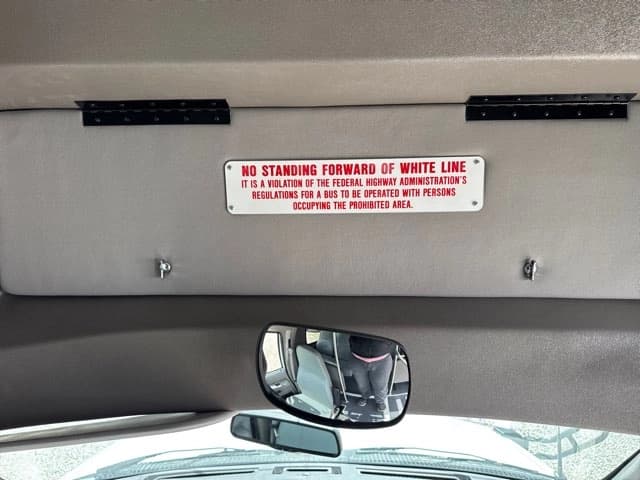 NO STANDING FORWARD OF WHITE LINE
IT IS A VIOLATION OF THE FEDERAL HIGHWAY ADMINISTRATION'S
REGULATIONS FOR A BUS TO BE OPERATED WITH PERSONS
OCCUPYING THE PROHIBITED AREA.